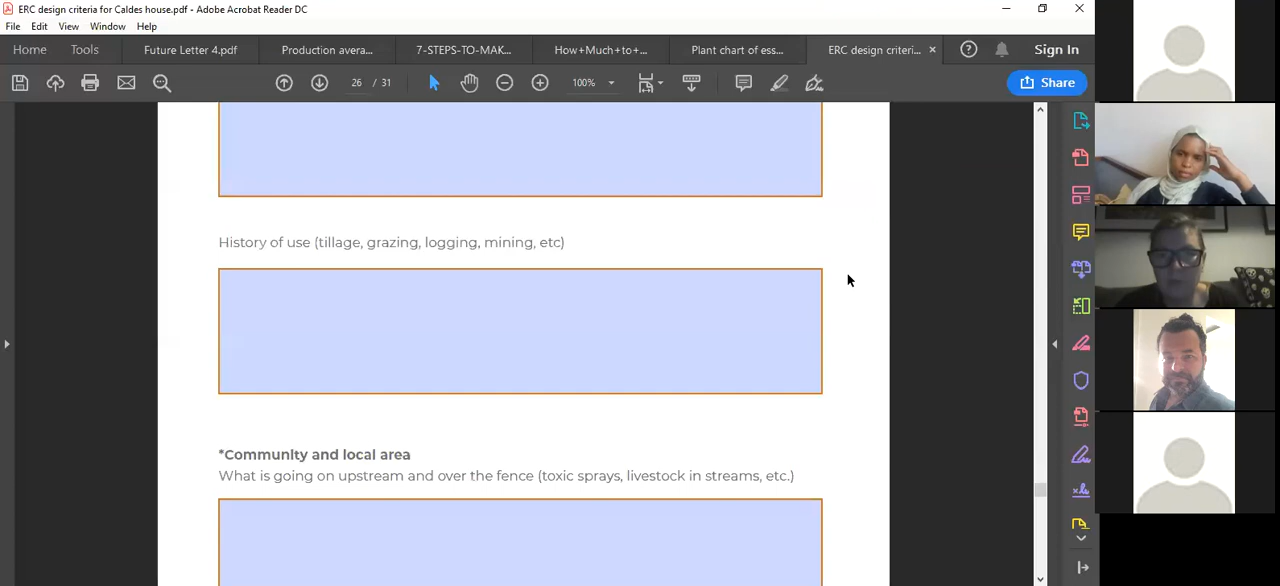 ERC design criteria for Caldes house.pdf - Adobe Acrobat Reader DC
File Edit View Window Help
Home Tools Future Letter 4.pdf Production avera... 7-STEPS-TO-MAK... How+Much+to+... Plant chart of ess... ERC design criteri... × Sign In
26 / 31 100% Share
History of use (tillage, grazing, logging, mining, etc)
*Community and local area
What is going on upstream and over the fence (toxic sprays, livestock in streams, etc.)